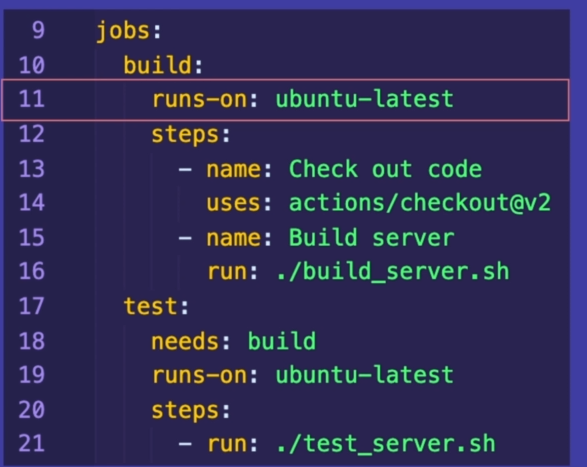 9 jobs:
10 build:
11 runs-on: ubuntu-latest
12 steps:
13 - name: Check out code
14 uses: actions/checkout@v2
15 - name: Build server
16 run: ./build_server.sh
17 test:
18 needs: build
19 runs-on: ubuntu-latest
20 steps:
21 - run: ./test_server.sh